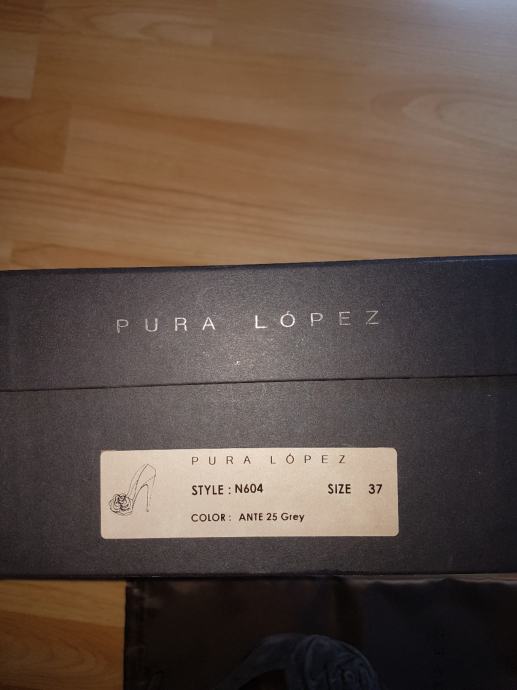 PURA LÓPEZ
PURA LÓPEZ
STYLE : N604 SIZE 37
COLOR : ANTE 25 Grey